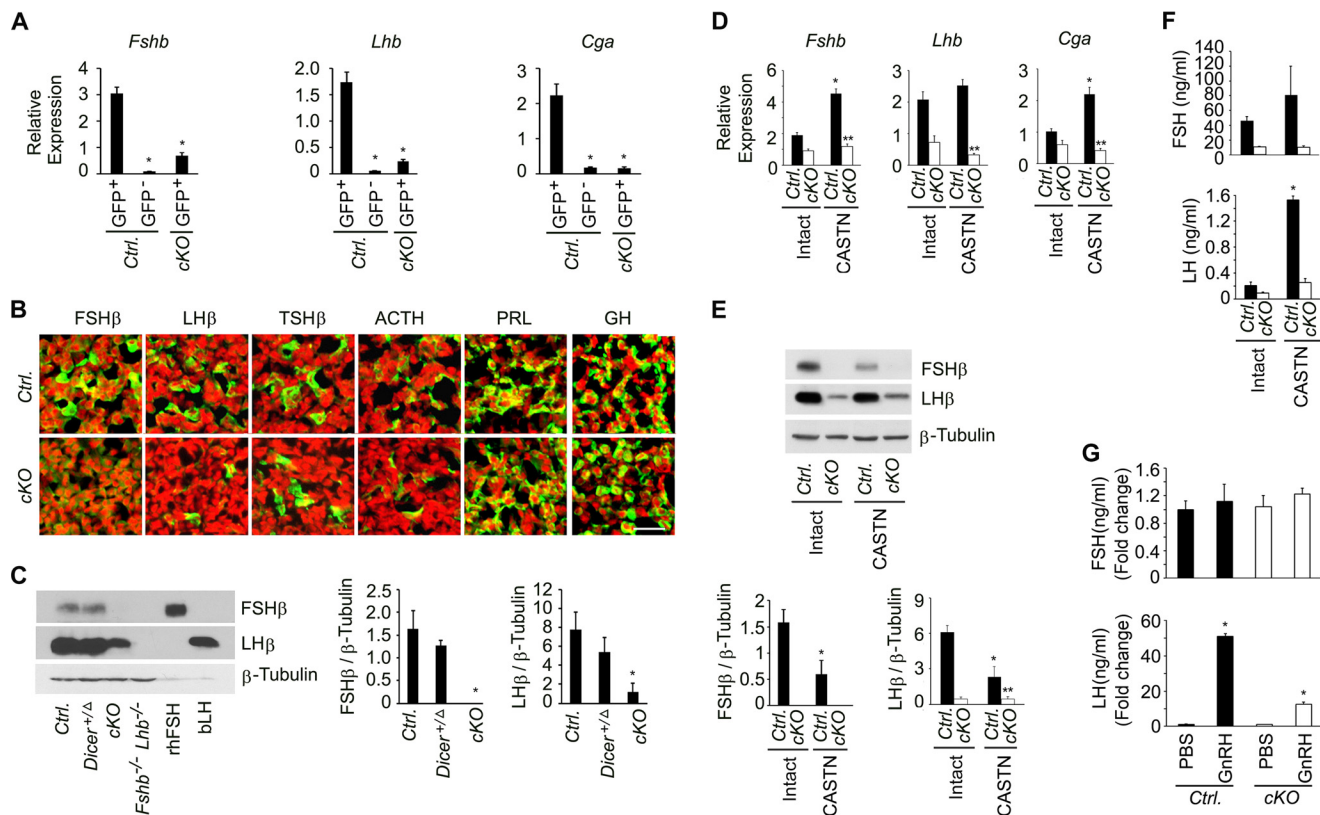 A
Fshb Lhb Cga
Relative Expression
4
3
2
1
0
2.0
1.5
1.0
0.5
0
3
2
1
0
GFP+ GFP- GFP+ GFP+ GFP- GFP+ GFP+ GFP- GFP+
* * * * * *
Ctrl. cKO Ctrl. cKO Ctrl. cKO
B
FSHβ LHβ TSHβ ACTH PRL GH
Ctrl.
cKO
C
FSHβ
LHβ
β-Tubulin
Ctrl. Dicer+/Δ cKO Fshb-/- Lhb-/- rhFSH bLH
FSHβ / β-Tubulin
2.0
1.5
1.0
0.5
0
*
Ctrl. Dicer+/Δ cKO
LHβ / β-Tubulin
12
8
6
4
2
0
*
Ctrl. Dicer+/Δ cKO
D
Fshb Lhb Cga
Relative Expression
6
4
2
0
3
2
1
0
3
2
1
0
* ** ** * **
Ctrl. cKO Ctrl. cKO Ctrl. cKO Ctrl. cKO Ctrl. cKO Ctrl. cKO
Intact CASTN Intact CASTN Intact CASTN
E
FSHβ
LHβ
β-Tubulin
Ctrl. cKO Ctrl. cKO
Intact CASTN
FSHβ / β-Tubulin
2.0
1.5
1.0
0.5
0
*
Ctrl. cKO Ctrl. cKO
Intact CASTN
LHβ / β-Tubulin
9
6
3
0
* **
Ctrl. cKO Ctrl. cKO
Intact CASTN
F
FSH (ng/ml)
140
120
100
80
60
40
20
0
LH (ng/ml)
1.6
1.2
0.8
0.4
0
*
Ctrl. cKO Ctrl. cKO
Intact CASTN
G
FSH(ng/ml)
(Fold change)
1.6
1.2
0.8
0.4
0
LH(ng/ml)
(Fold change)
60
40
20
0
* *
PBS GnRH PBS GnRH
Ctrl. cKO